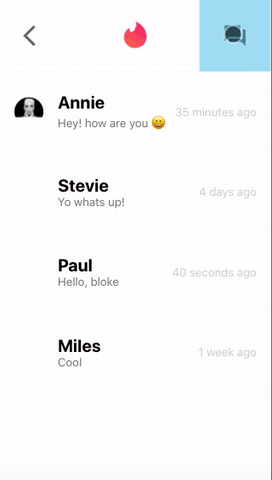 Annie
Hey! how are you 😀
35 minutes ago
Stevie
Yo whats up!
4 days ago
Paul
Hello, bloke
40 seconds ago
Miles
Cool
1 week ago